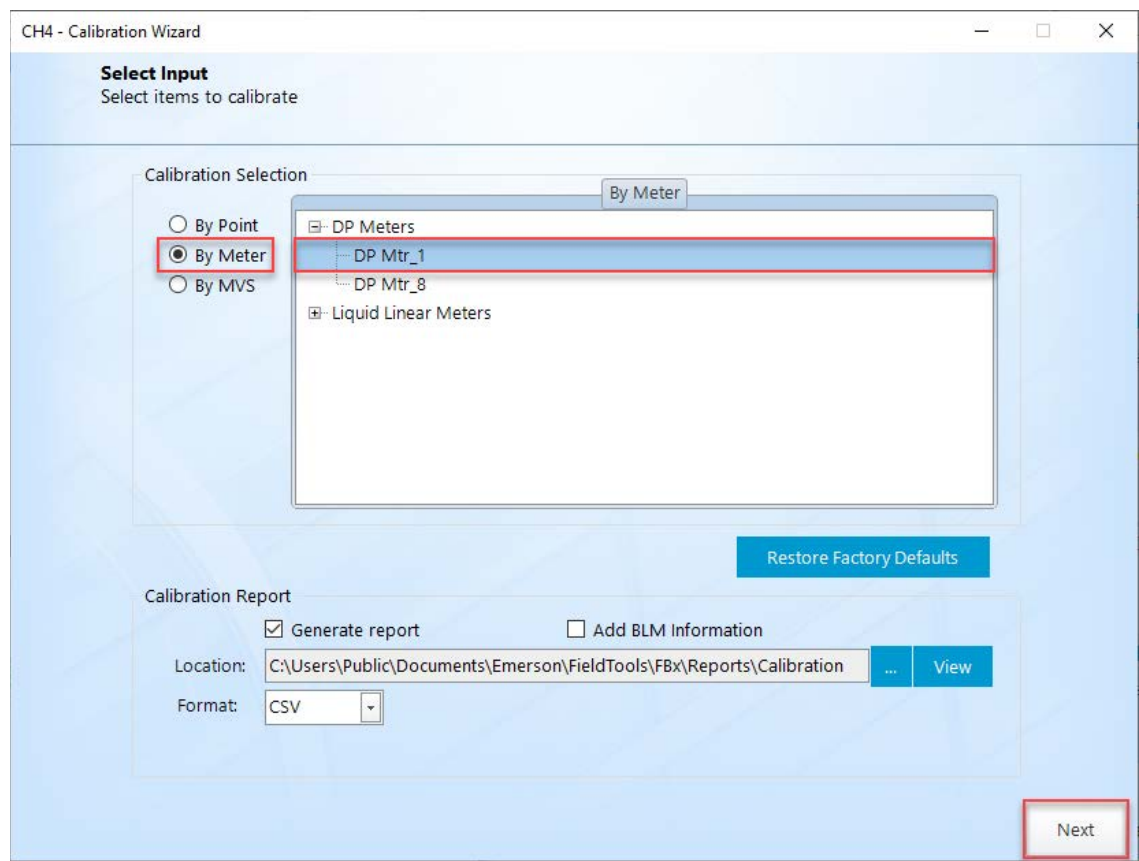 CH4 - Calibration Wizard
Select Input
Select items to calibrate
Calibration Selection
By Meter
By Point
By Meter
By MVS
DP Meters
DP Mtr_1
DP Mtr_8
Liquid Linear Meters
Restore Factory Defaults
Calibration Report
Generate report
Add BLM Information
Location: C:\Users\Public\Documents\Emerson\FieldTools\FBx\Reports\Calibration ... View
Format: CSV
Next